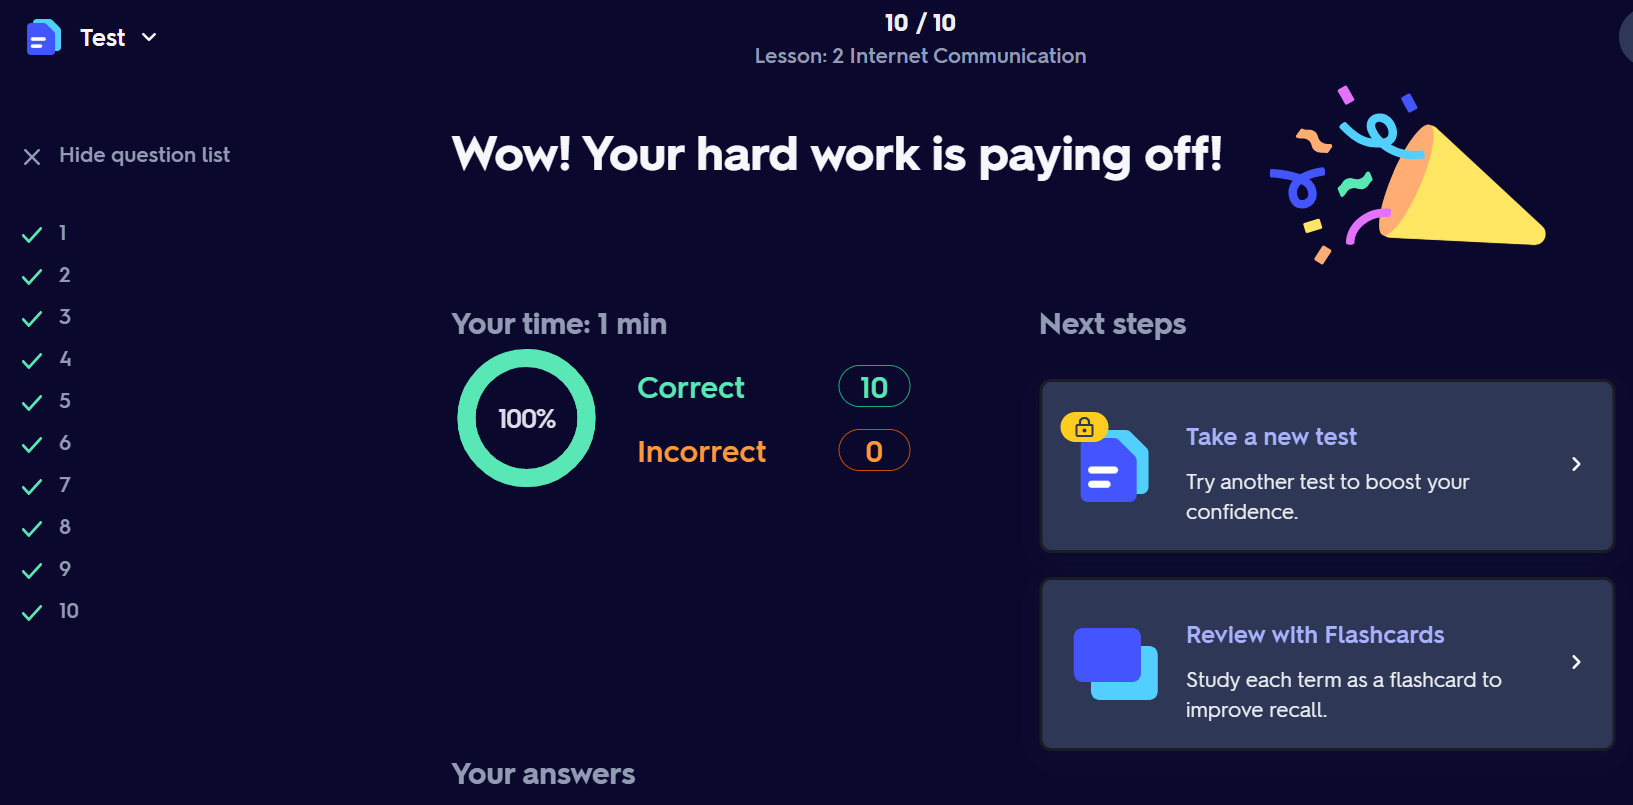 Test
10 / 10
Lesson: 2 Internet Communication
Hide question list
1
2
3
4
5
6
7
8
9
10
Wow! Your hard work is paying off!
Your time: 1 min
100%
Correct 10
Incorrect 0
Next steps
Take a new test
Try another test to boost your
confidence.
Review with Flashcards
Study each term as a flashcard to
improve recall.
Your answers